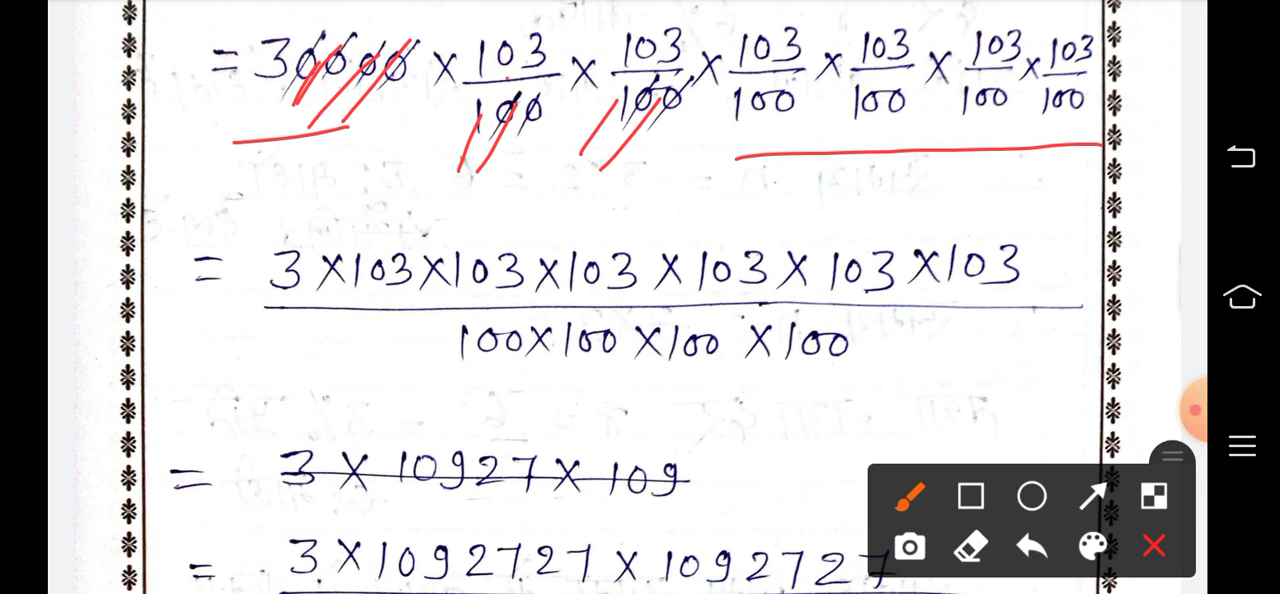 = 30000 × 103/100 × 103/100 × 103/100 × 103/100 × 103/100 × 103/100
= 3×103×103×103×103×103×103
100×100×100×100
= 3 × 10927 × 109
= 3×1092727 × 1092727